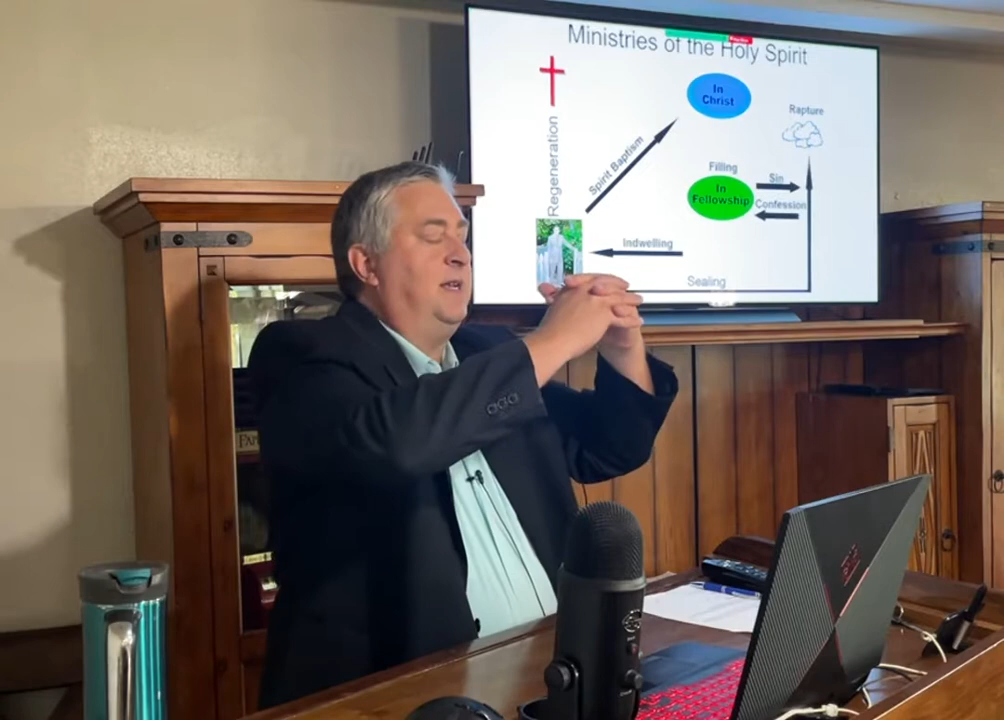 Ministries of the Holy Spirit
In
Christ
Rapture
Regeneration
Spirit Baptism
Filling
In
Fellowship
Sin
Confession
Indwelling
Sealing